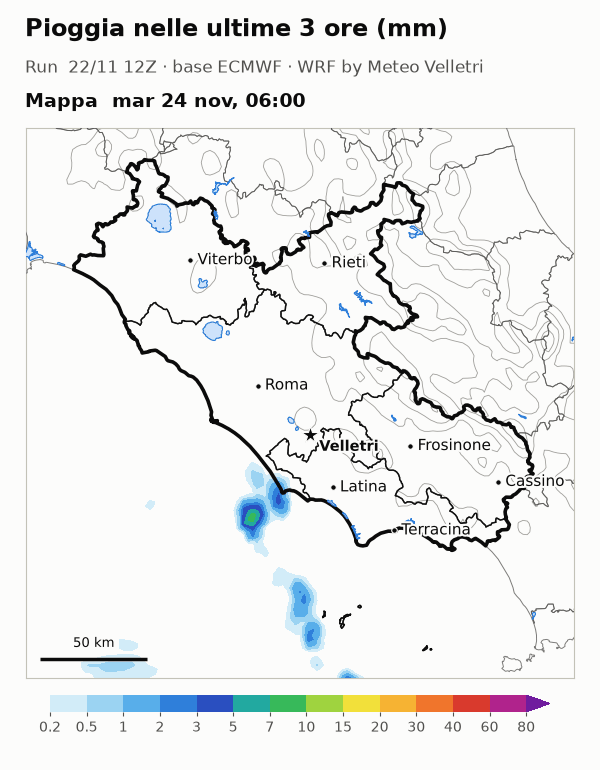 Pioggia nelle ultime 3 ore (mm)
Run  22/11 12Z · base ECMWF · WRF by Meteo Velletri
Mappa  mar 24 nov, 06:00
Viterbo
Rieti
Roma
Velletri
Frosinone
Latina
Cassino
Terracina
50 km
0.2 0.5 1 2 3 5 7 10 15 20 30 40 60 80